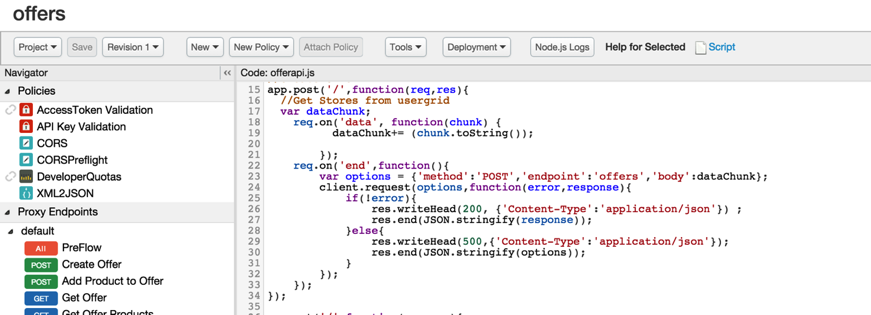 offers
Project Save Revision 1 New New Policy Attach Policy Tools Deployment Node.js Logs Help for Selected Script
Navigator
Policies
AccessToken Validation
API Key Validation
CORS
CORSPreflight
DeveloperQuotas
XML2JSON
Proxy Endpoints
default
All PreFlow
POST Create Offer
POST Add Product to Offer
GET Get Offer
GET Get Offer Products
Code: offerapi.js
15 app.post('/',function(req,res){
16 //Get Stores from usergrid
17 var dataChunk;
18 req.on('data', function(chunk) {
19 dataChunk+= (chunk.toString());
20
21 });
22 req.on('end',function(){
23 var options = {'method':'POST','endpoint':'offers','body':dataChunk};
24 client.request(options,function(error,response){
25 if(!error){
26 res.writeHead(200, {'Content-Type':'application/json'}) ;
27 res.end(JSON.stringify(response));
28 }else{
29 res.writeHead(500,{'Content-Type':'application/json'});
30 res.end(JSON.stringify(options));
31 }
32 });
33 });
34 });
35